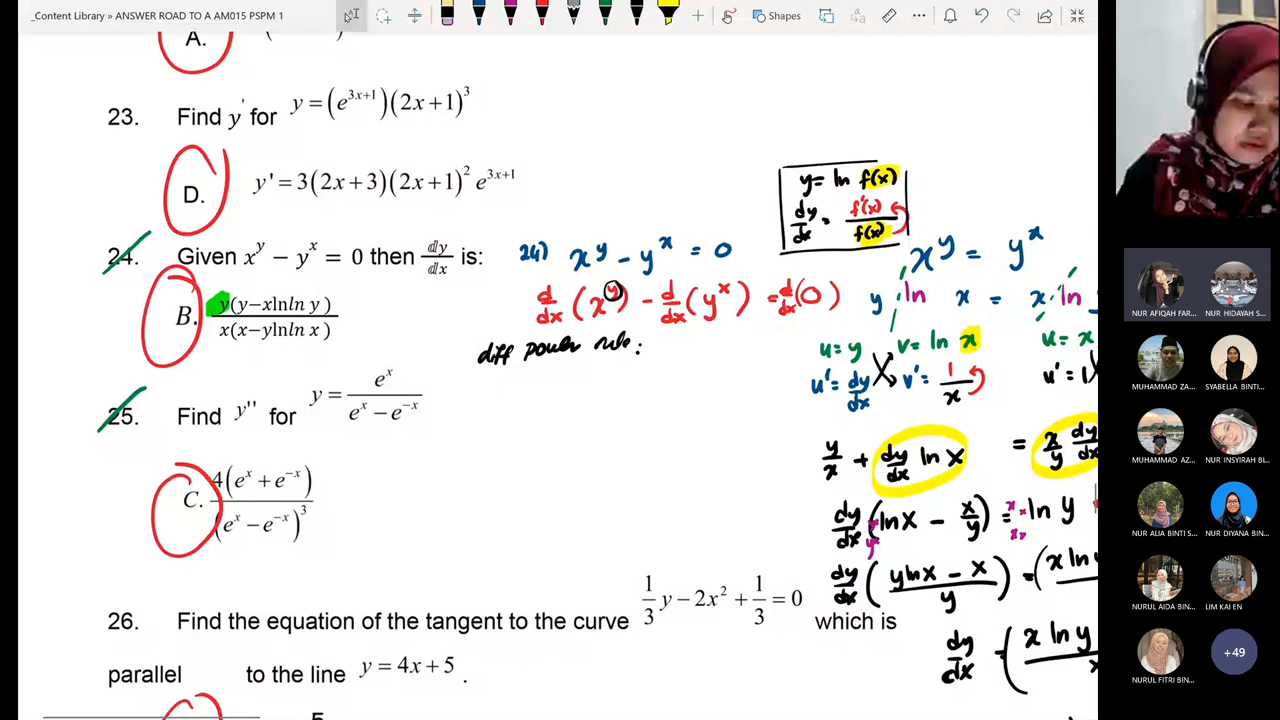 _Content Library » ANSWER ROAD TO A AM015 PSPM 1
Shapes
A.
23. Find y' for y = (e^{3x+1})(2x+1)^3
D. y' = 3(2x+3)(2x+1)^2 e^{3x+1}
24. Given x^y − y^x = 0 then dy/dx is:
B. y(y−xlnln y)/x(x−ylnln x)
25. Find y'' for y = e^x/(e^x − e^{−x})
C. 4(e^x + e^{−x})/(e^x − e^{−x})^3
26. Find the equation of the tangent to the curve 1/3 y − 2x^2 + 1/3 = 0 which is
parallel to the line y = 4x + 5 .
5
24) x^y − y^x = 0
d/dx (x^y) − d/dx (y^x) = d/dx (0)
diff power rule:
y = ln f(x)
dy/dx = f'(x)/f(x)
x^y = y^x
y ln x = x ln
u = y v = ln x u = x
u' = dy/dx v' = 1/x u' = 1
y/x + dy/dx ln x = x/y dy/dx
dy/dx (ln x − x/y) = ln y
dy/dx (y ln x − x / y) = (x ln
dy/dx (x ln y
NUR AFIQAH FAR...
NUR HIDAYAH S...
MUHAMMAD ZA...
SYABELLA BINTI...
MUHAMMAD AZ...
NUR INSYIRAH BI...
NUR ALIA BINTI S...
NUR DIYANA BIN...
NURUL AIDA BIN...
LIM KAI EN
NURUL FITRI BIN...
+49